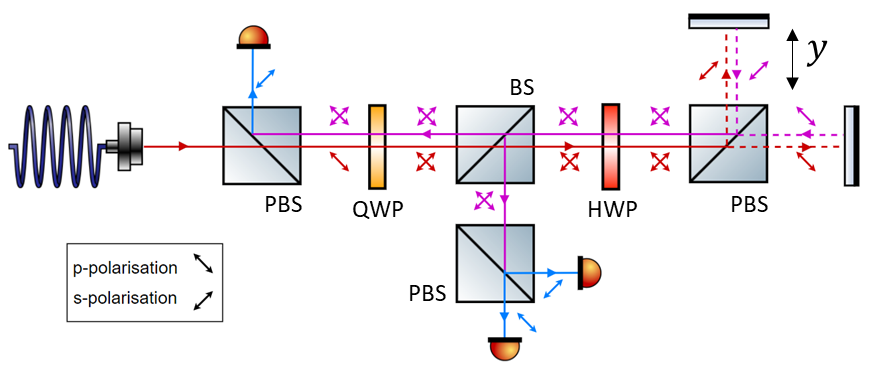 y
BS
PBS
QWP
HWP
PBS
PBS
p-polarisation
s-polarisation